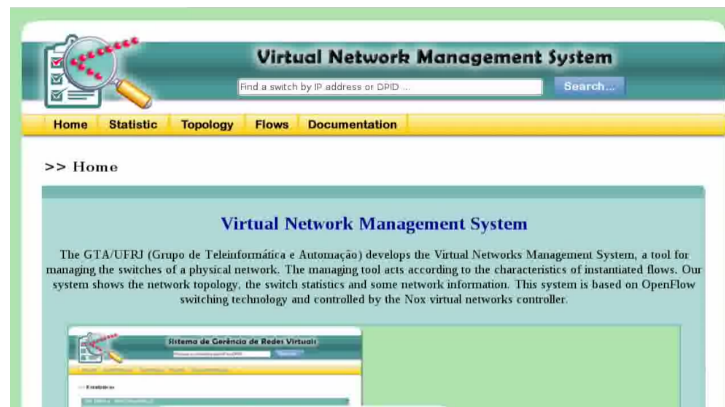 Virtual Network Management System
Find a switch by IP address or DPID ...
Search...
Home Statistic Topology Flows Documentation
>> Home
Virtual Network Management System
The GTA/UFRJ (Grupo de Teleinformática e Automação) develops the Virtual Networks Management System, a tool for
managing the switches of a physical network. The managing tool acts according to the characteristics of instantiated flows. Our
system shows the network topology, the switch statistics and some network information. This system is based on OpenFlow
switching technology and controlled by the Nox virtual networks controller.
Sistema de Gerência de Redes Virtuais